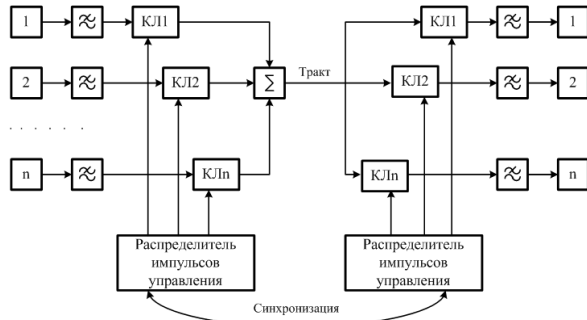 1 КЛ1 КЛ1 1
2 КЛ2 Σ Тракт КЛ2 2
. . . . . .
n КЛn КЛn n
Распределитель
импульсов
управления
Распределитель
импульсов
управления
Синхронизация